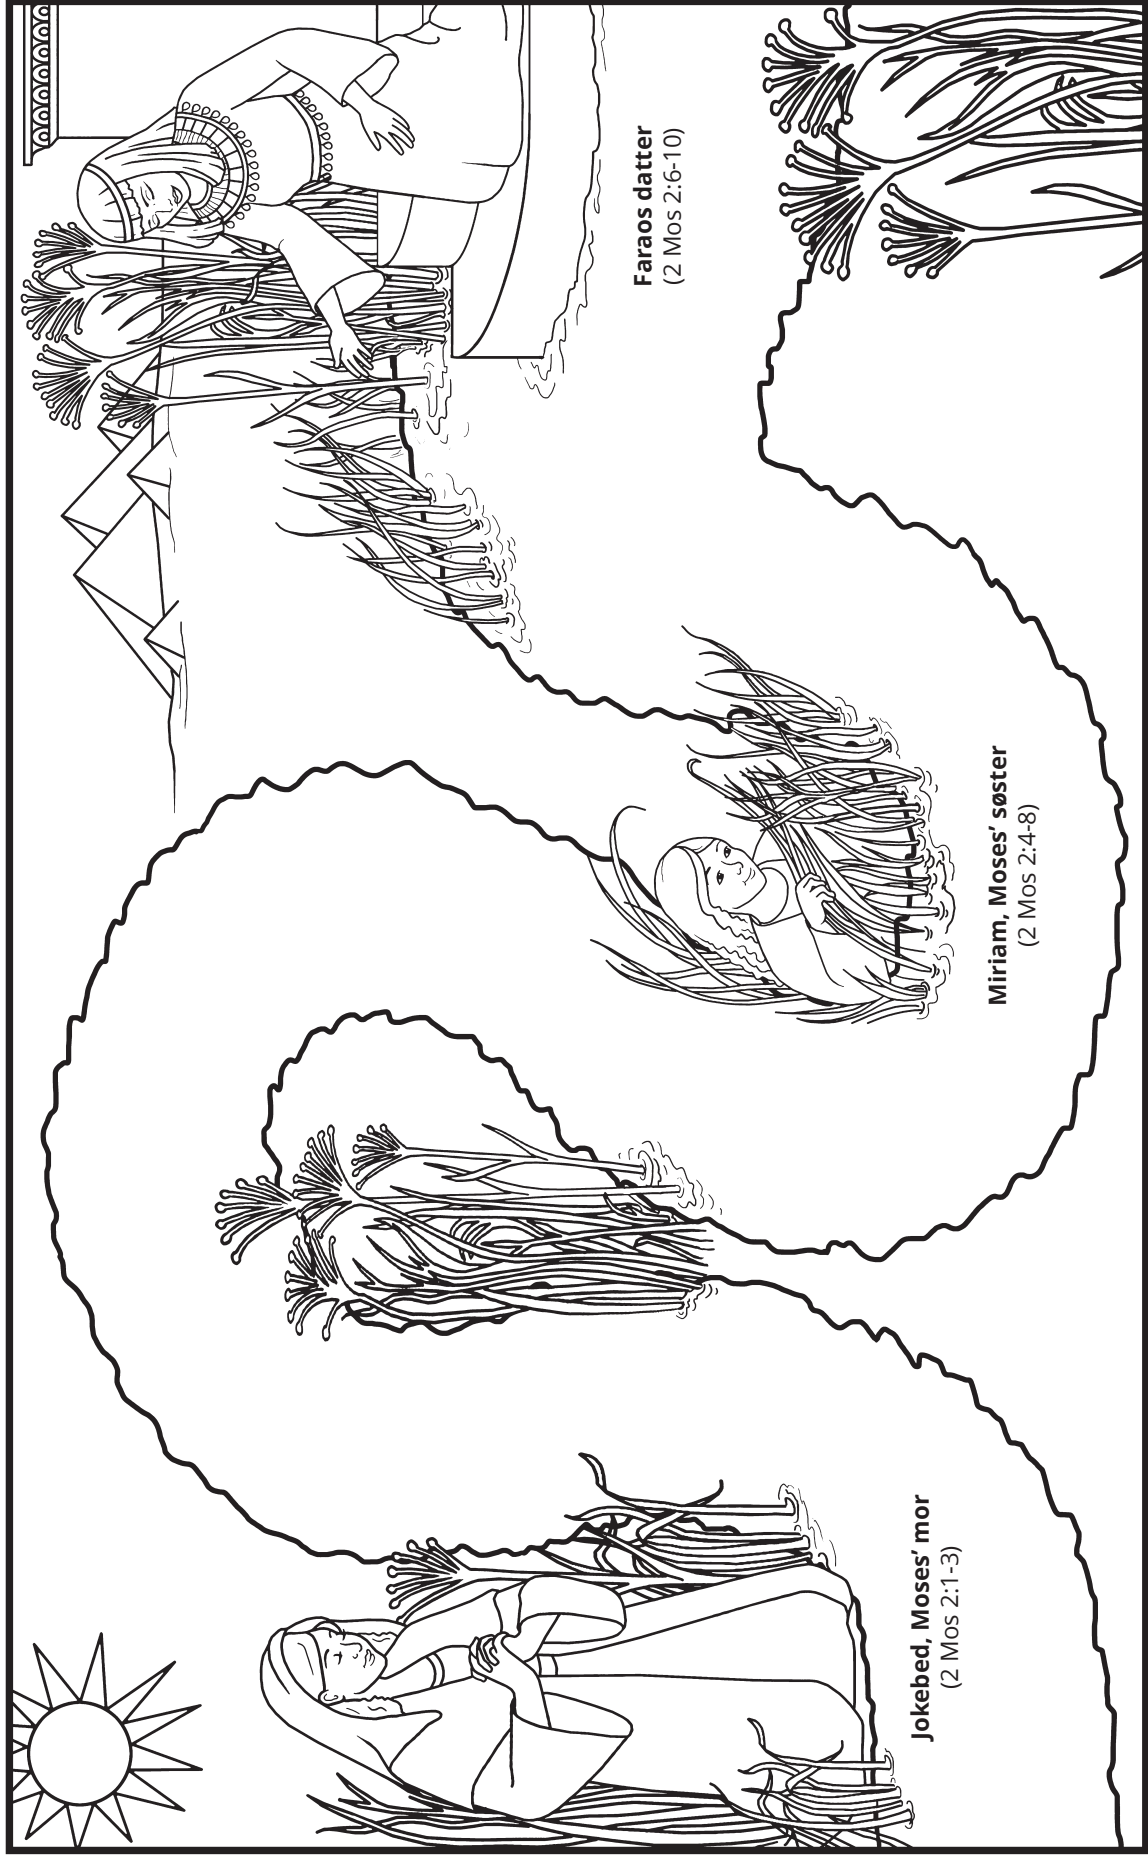 Jokebed, Moses’ mor
(2 Mos 2:1-3)
Miriam, Moses’ søster
(2 Mos 2:4-8)
Faraos datter
(2 Mos 2:6-10)